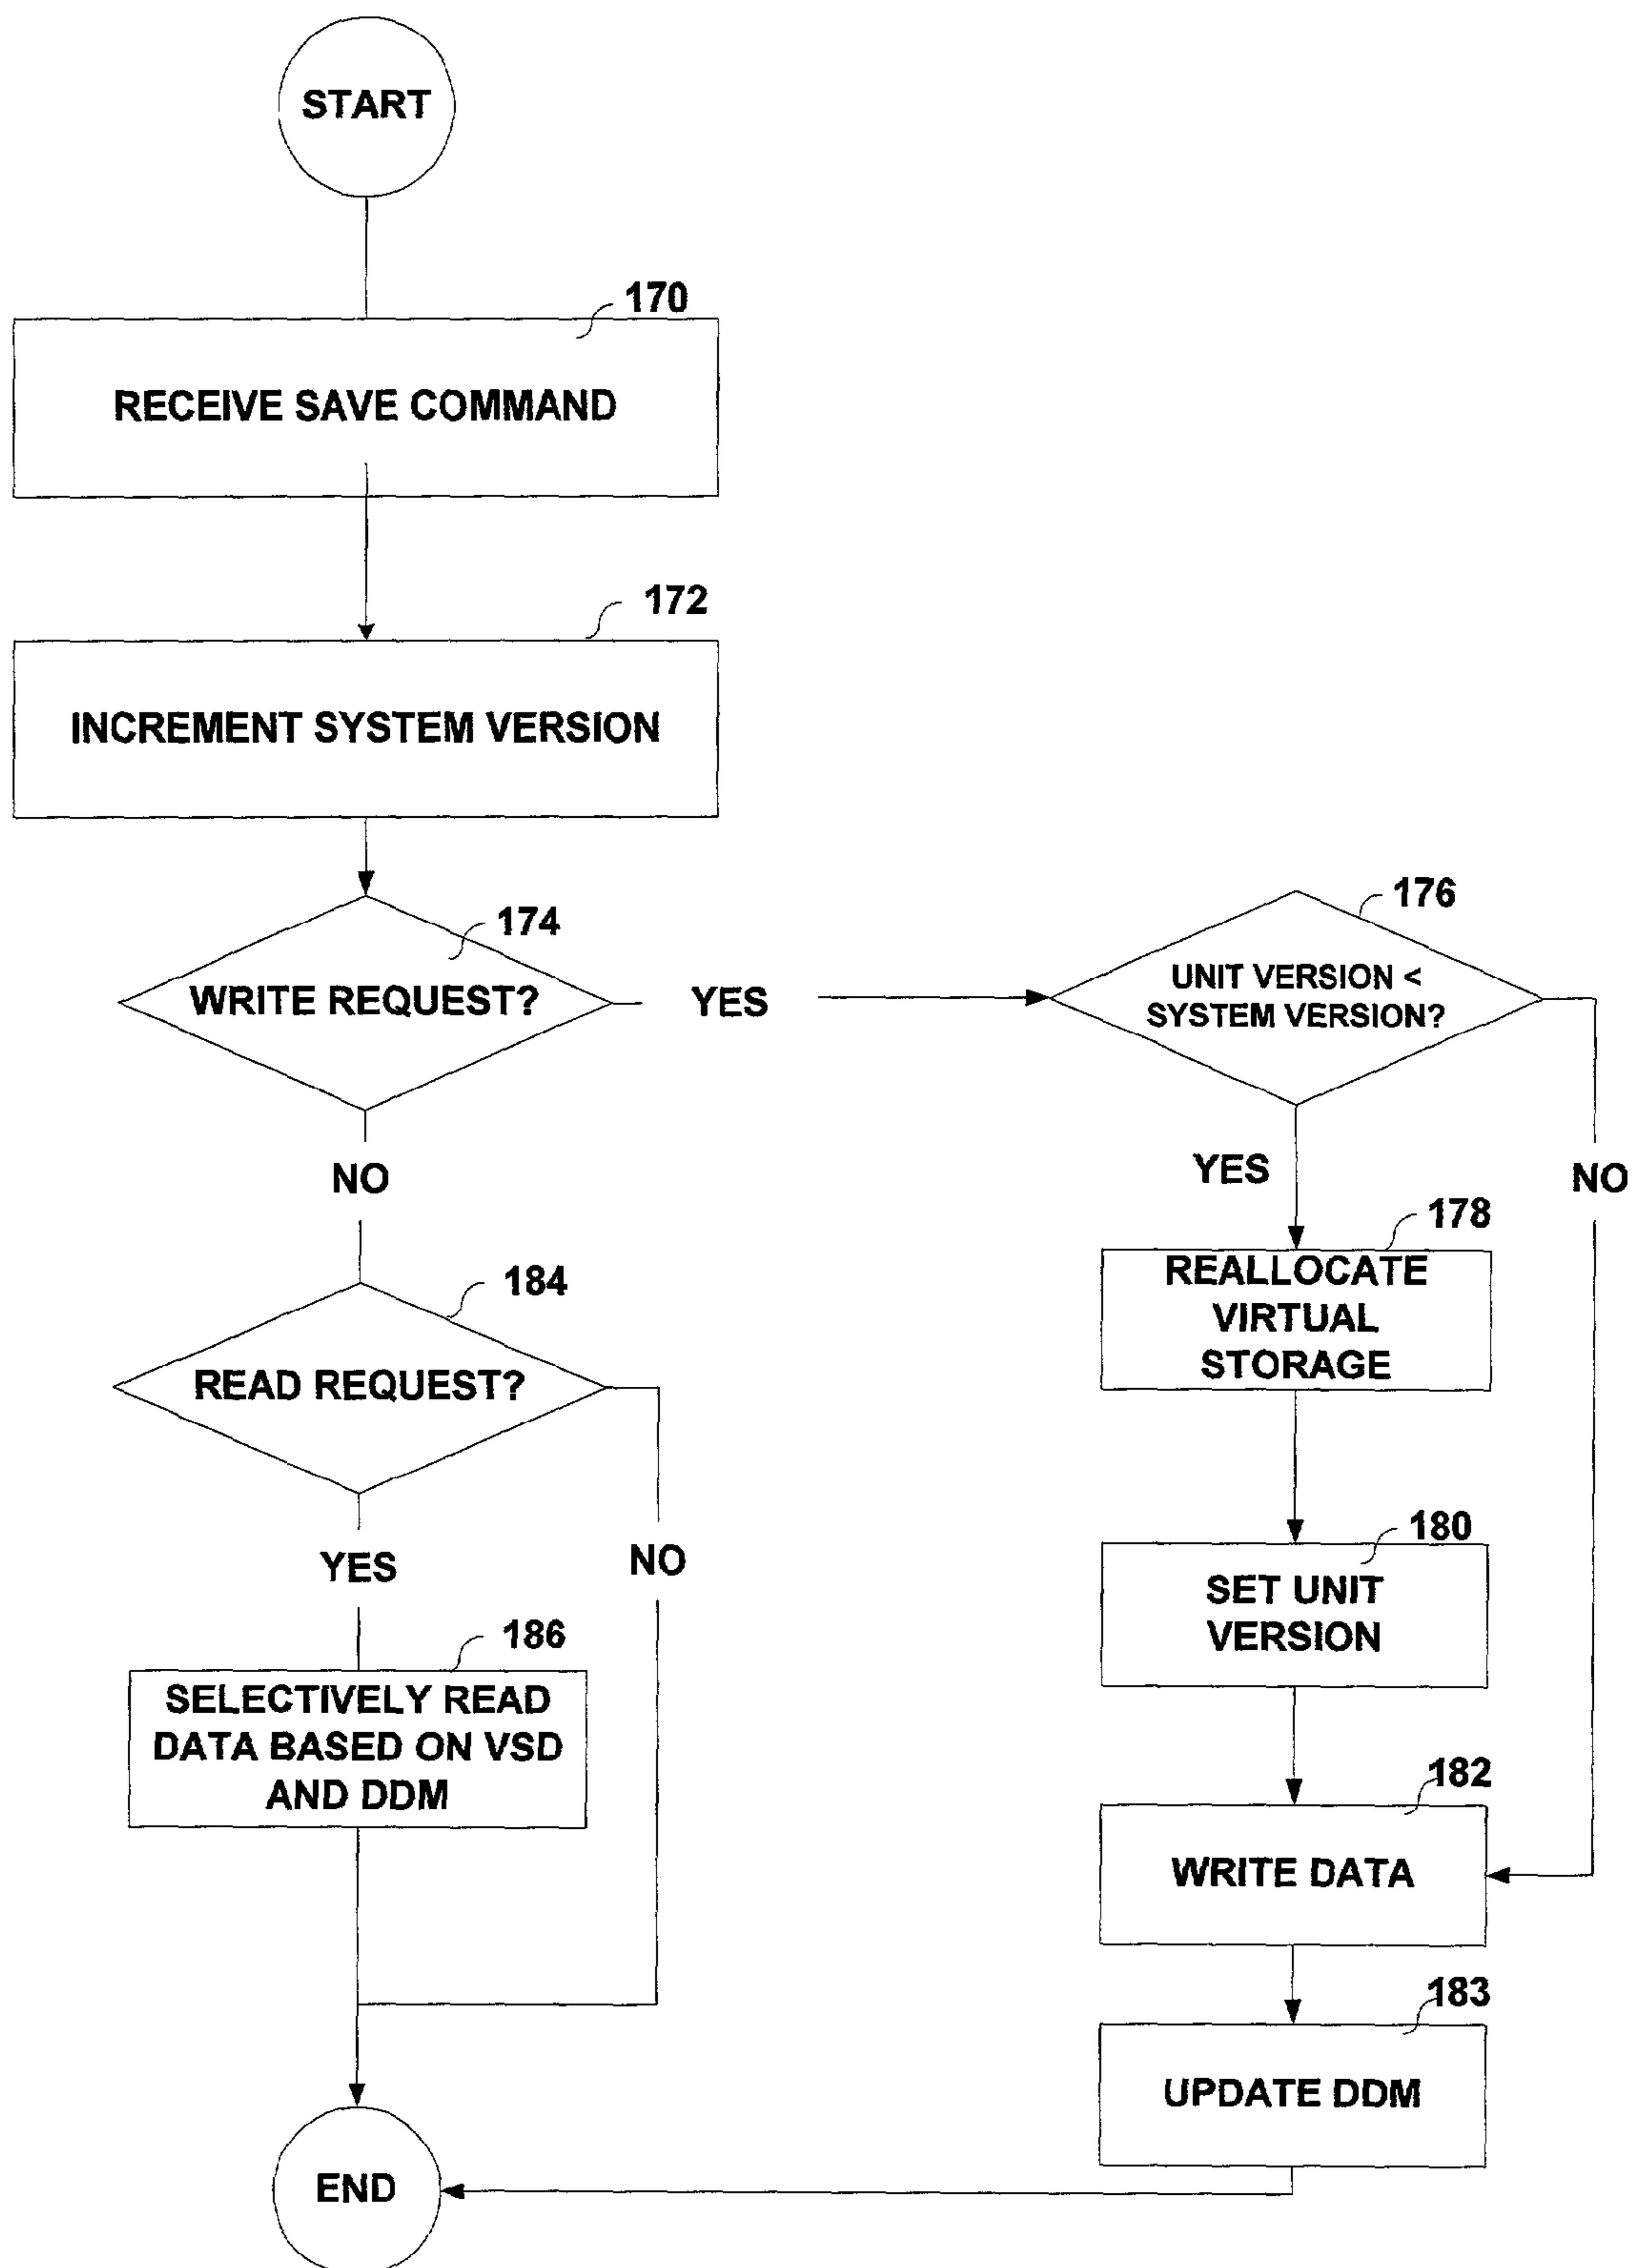 START
170
RECEIVE SAVE COMMAND
172
INCREMENT SYSTEM VERSION
174
WRITE REQUEST?
YES
176
UNIT VERSION <
SYSTEM VERSION?
NO
YES
NO
178
REALLOCATE
VIRTUAL
STORAGE
184
READ REQUEST?
180
SET UNIT
VERSION
YES
NO
186
SELECTIVELY READ
DATA BASED ON VSD
AND DDM
182
WRITE DATA
183
UPDATE DDM
END